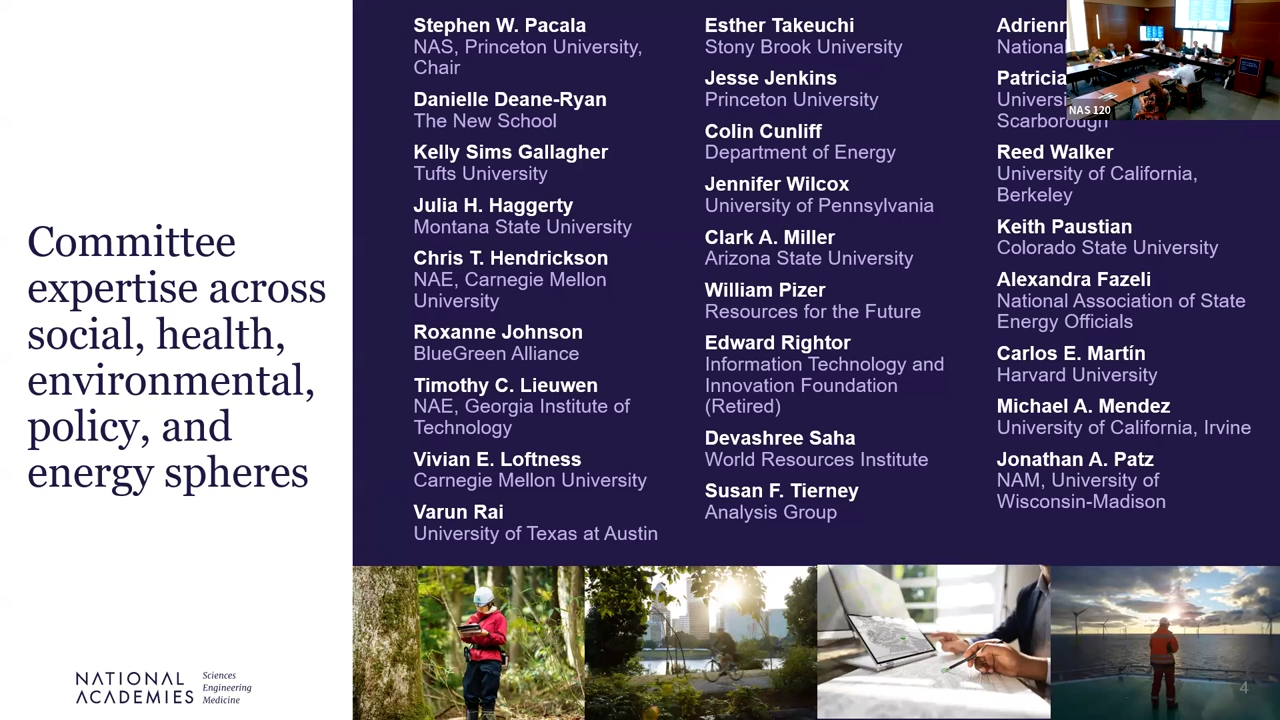 Committee
expertise across
social, health,
environmental,
policy, and
energy spheres
Stephen W. Pacala
NAS, Princeton University,
Chair
Danielle Deane-Ryan
The New School
Kelly Sims Gallagher
Tufts University
Julia H. Haggerty
Montana State University
Chris T. Hendrickson
NAE, Carnegie Mellon
University
Roxanne Johnson
BlueGreen Alliance
Timothy C. Lieuwen
NAE, Georgia Institute of
Technology
Vivian E. Loftness
Carnegie Mellon University
Varun Rai
University of Texas at Austin
Esther Takeuchi
Stony Brook University
Jesse Jenkins
Princeton University
Colin Cunliff
Department of Energy
Jennifer Wilcox
University of Pennsylvania
Clark A. Miller
Arizona State University
William Pizer
Resources for the Future
Edward Rightor
Information Technology and
Innovation Foundation
(Retired)
Devashree Saha
World Resources Institute
Susan F. Tierney
Analysis Group
National
Patricia
Scarborough
Reed Walker
University of California,
Berkeley
Keith Paustian
Colorado State University
Alexandra Fazeli
National Association of State
Energy Officials
Carlos E. Martín
Harvard University
Michael A. Mendez
University of California, Irvine
Jonathan A. Patz
NAM, University of
Wisconsin-Madison
NAS 120
NATIONAL
ACADEMIES
Sciences
Engineering
Medicine
4